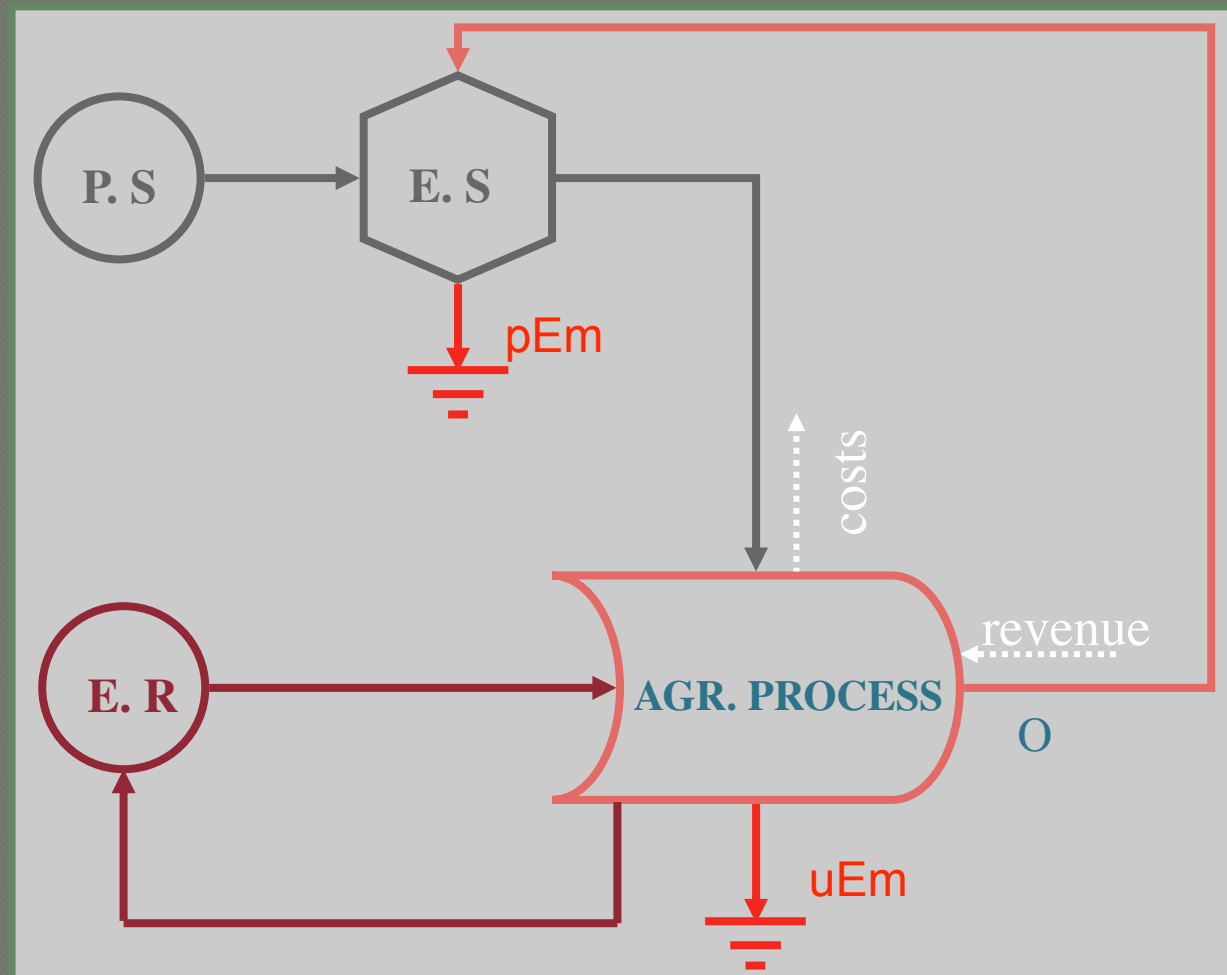 P. S
E. S
pEm
costs
revenue
E. R
AGR. PROCESS
O
uEm